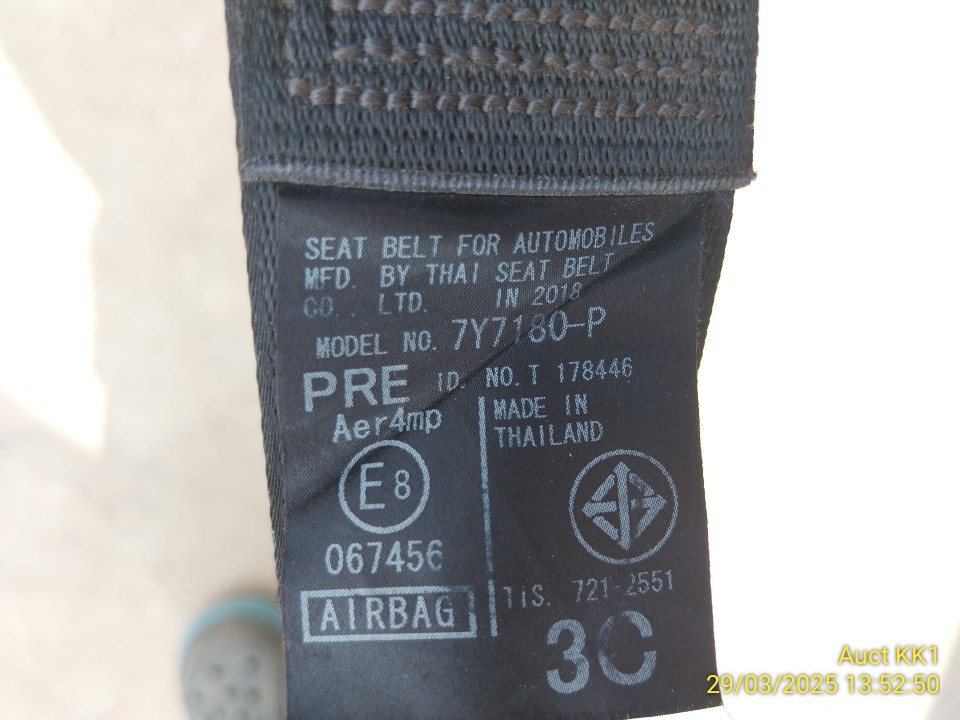 SEAT BELT FOR AUTOMOBILES
MFD. BY THAI SEAT BELT
CO., LTD. IN 2018
MODEL NO. 7Y7180-P
PRE ID. NO.T 178446
Aer4mp
MADE IN
THAILAND
E8
067456
AIRBAG
TIS. 721-2551
3C
Auct KK1
29/03/2025 13:52:50